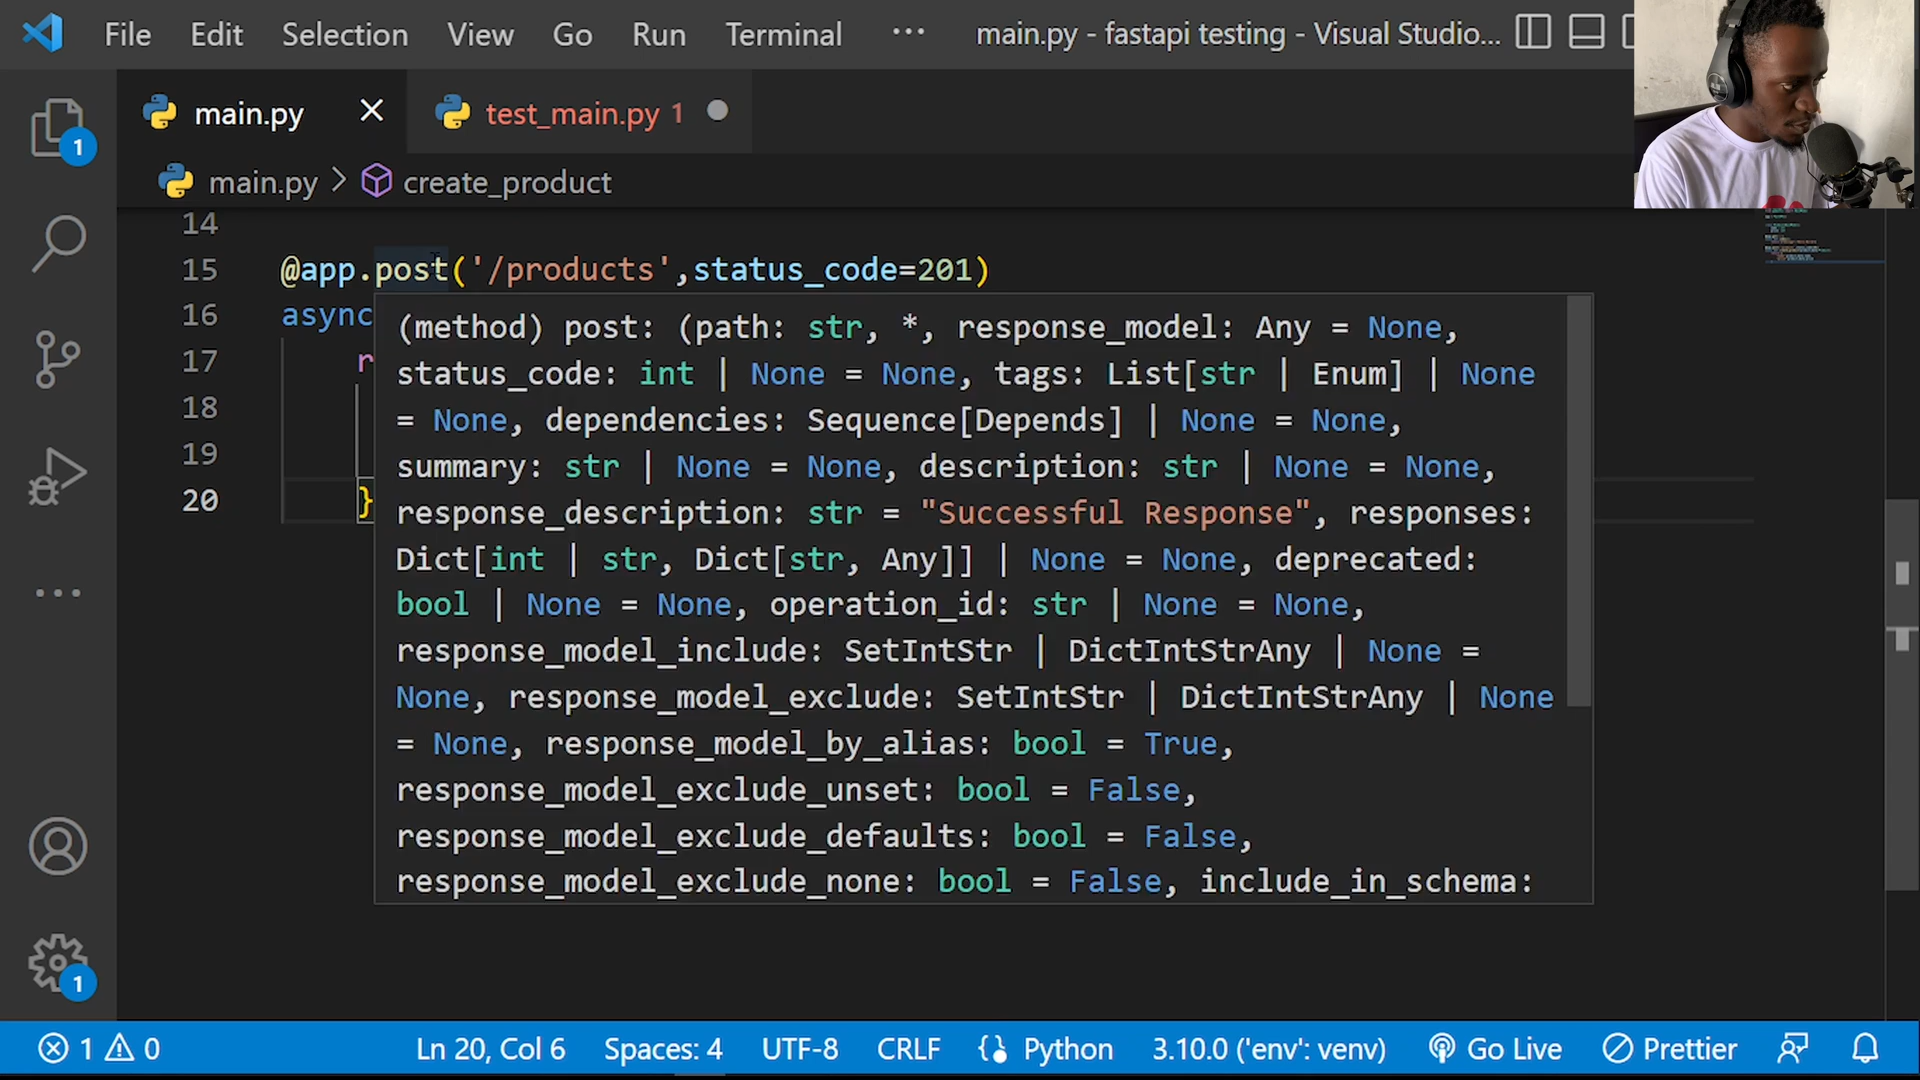 File Edit Selection View Go Run Terminal ··· main.py - fastapi testing - Visual Studio...
main.py test_main.py 1
main.py > create_product
14
15 @app.post('/products',status_code=201)
16 async
17 r
18
19
20 }
(method) post: (path: str, *, response_model: Any = None,
status_code: int | None = None, tags: List[str | Enum] | None
= None, dependencies: Sequence[Depends] | None = None,
summary: str | None = None, description: str | None = None,
response_description: str = "Successful Response", responses:
Dict[int | str, Dict[str, Any]] | None = None, deprecated:
bool | None = None, operation_id: str | None = None,
response_model_include: SetIntStr | DictIntStrAny | None =
None, response_model_exclude: SetIntStr | DictIntStrAny | None
= None, response_model_by_alias: bool = True,
response_model_exclude_unset: bool = False,
response_model_exclude_defaults: bool = False,
response_model_exclude_none: bool = False, include_in_schema:
1
1
1 0 Ln 20, Col 6 Spaces: 4 UTF-8 CRLF Python 3.10.0 ('env': venv) Go Live Prettier